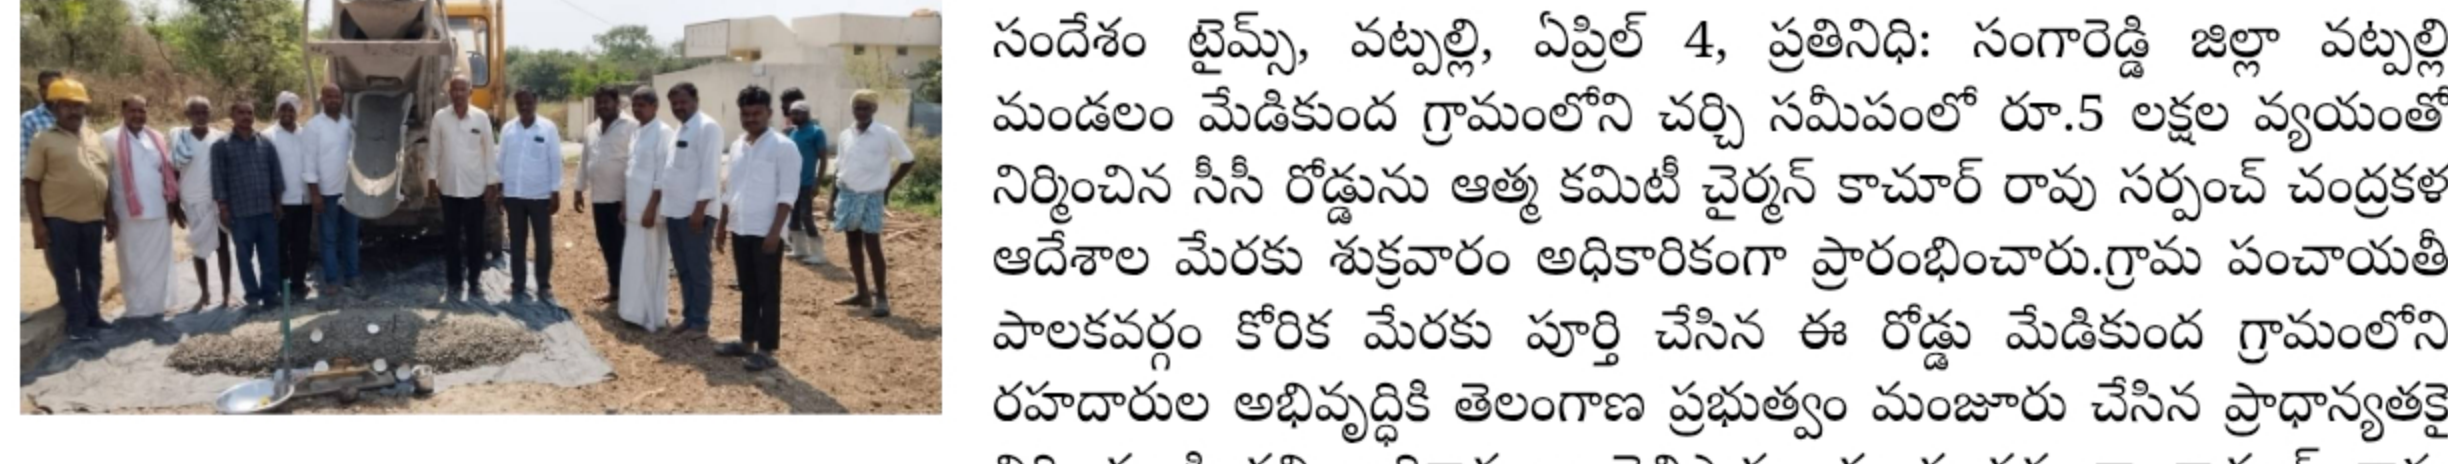 సందేశం టైమ్స్, వట్పల్లి, ఏప్రిల్ 4, ప్రతినిధి: సంగారెడ్డి జిల్లా వట్పల్లి
మండలం మేడికుంద గ్రామంలోని చర్చి సమీపంలో రూ.5 లక్షల వ్యయంతో
నిర్మించిన సీసీ రోడ్డును ఆత్మ కమిటీ చైర్మన్ కాచూర్ రావు సర్పంచ్ చంద్రకళ
ఆదేశాల మేరకు శుక్రవారం అధికారికంగా ప్రారంభించారు.గ్రామ పంచాయతీ
పాలకవర్గం కోరిక మేరకు పూర్తి చేసిన ఈ రోడ్డు మేడికుంద గ్రామంలోని
రహదారుల అభివృద్ధికి తెలంగాణ ప్రభుత్వం మంజూరు చేసిన ప్రాధాన్యతకై